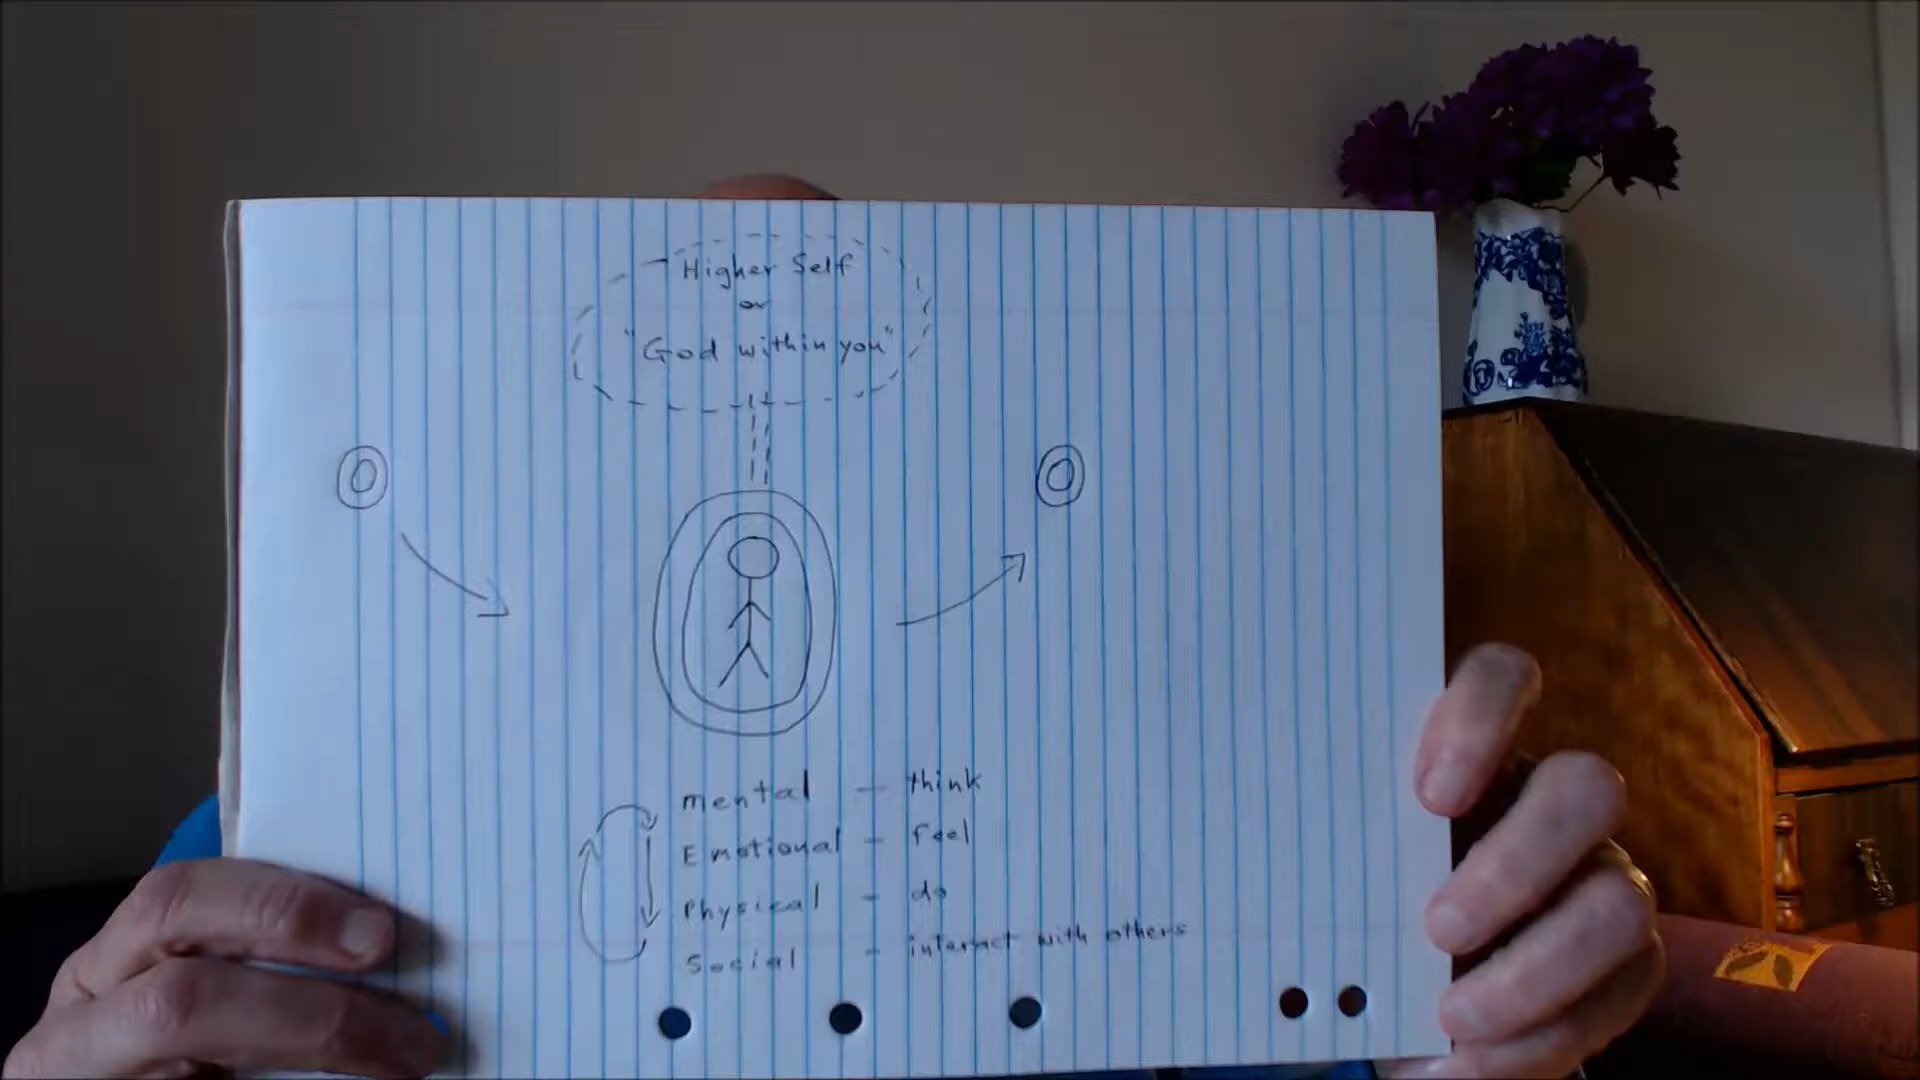 Higher Self
or
"God within you"
Mental — think
Emotional - feel
Physical - do
Social - interact with others